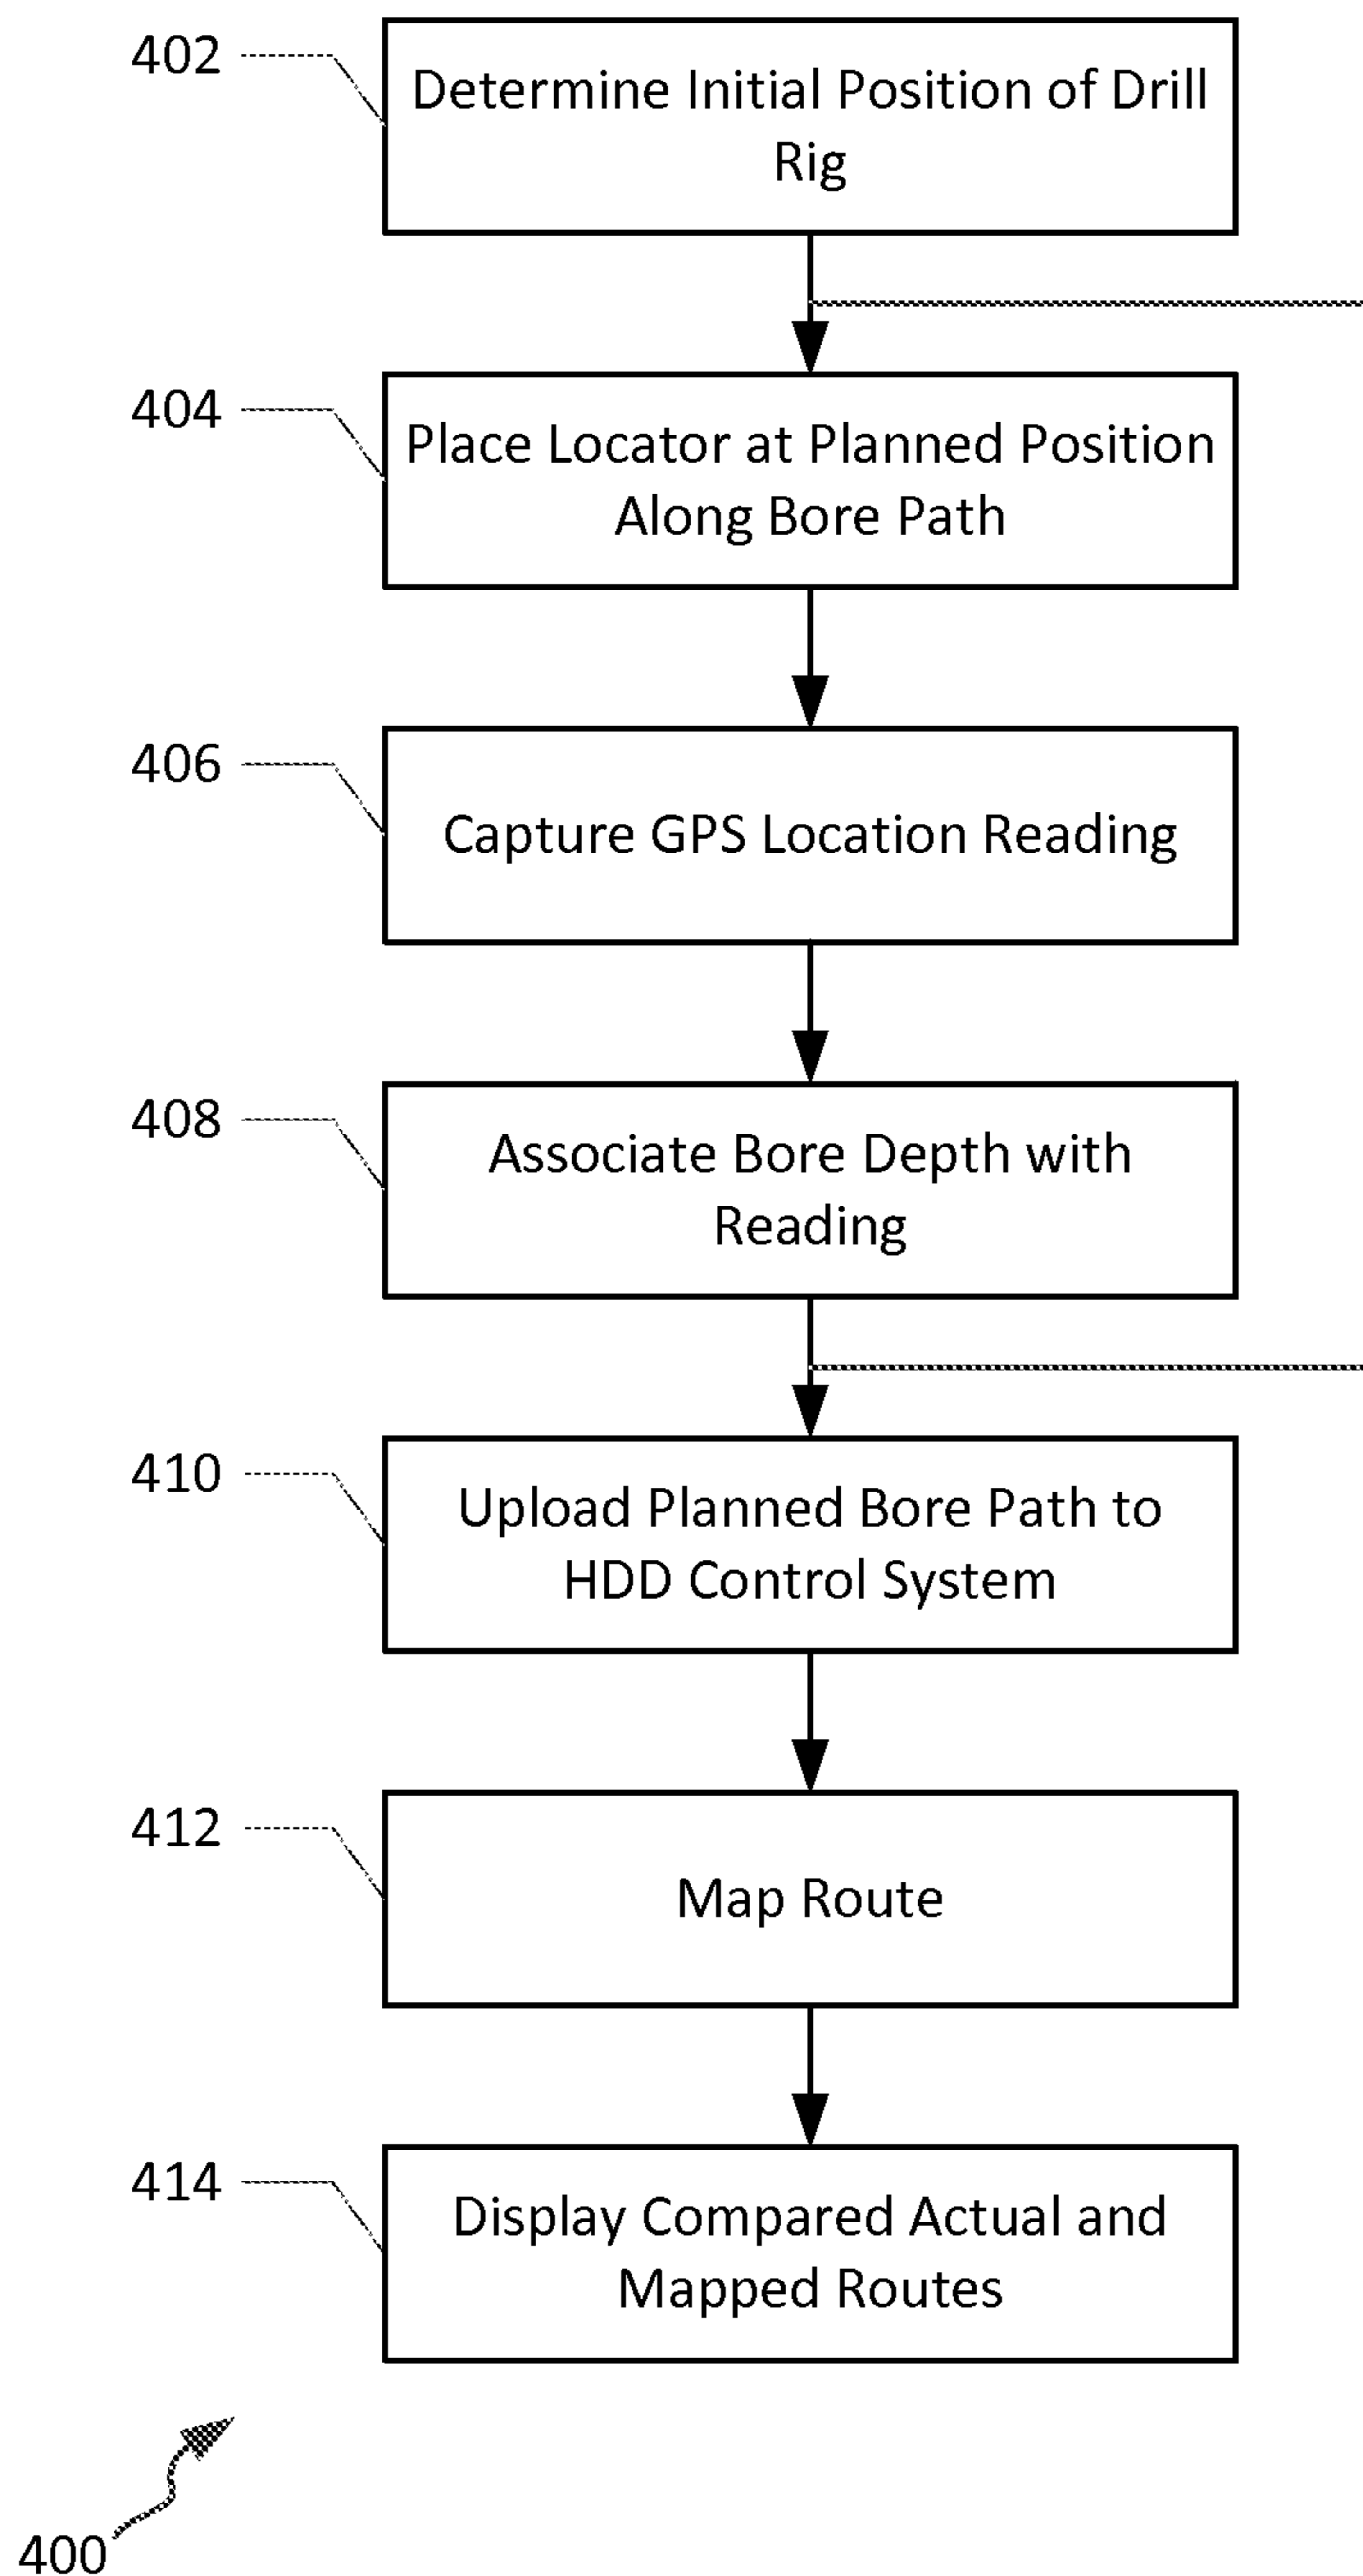 402
Determine Initial Position of Drill
Rig
404
Place Locator at Planned Position
Along Bore Path
406
Capture GPS Location Reading
408
Associate Bore Depth with
Reading
410
Upload Planned Bore Path to
HDD Control System
412
Map Route
414
Display Compared Actual and
Mapped Routes
400